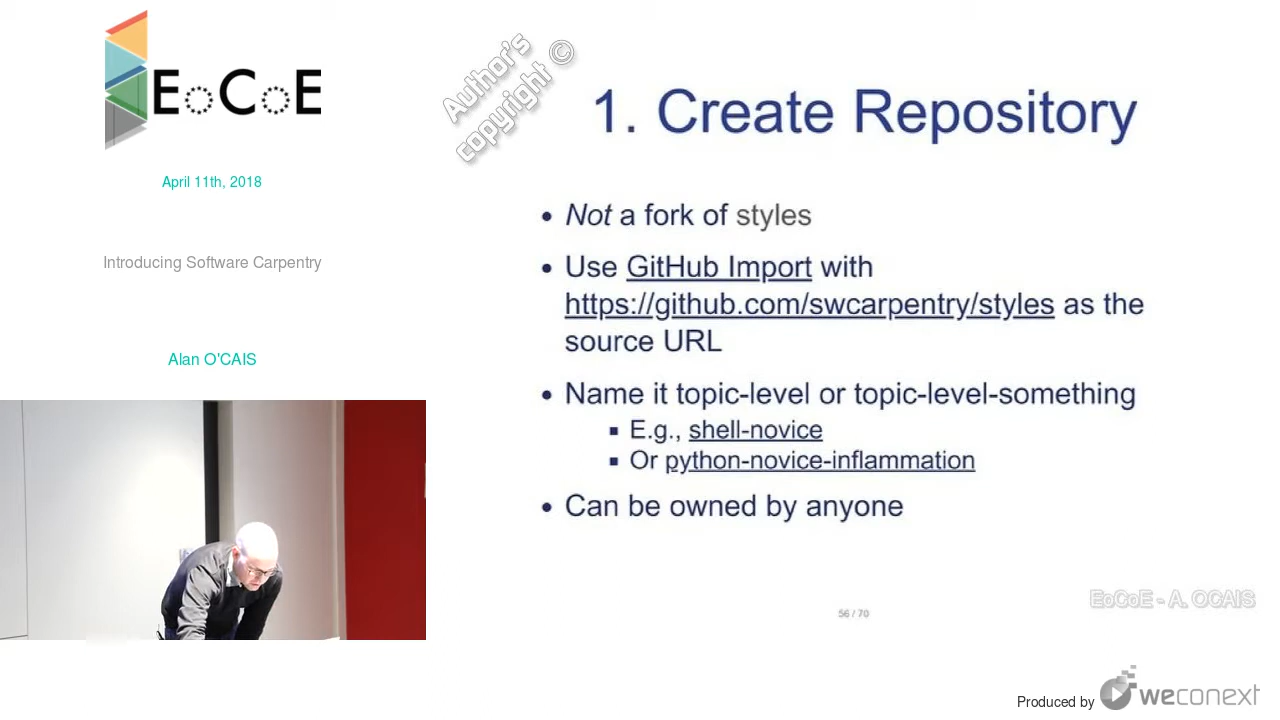 EoCoE
April 11th, 2018
Introducing Software Carpentry
Alan O'CAIS
Author's
copyright ©
1. Create Repository
• Not a fork of styles
• Use GitHub Import with
https://github.com/swcarpentry/styles as the
source URL
• Name it topic-level or topic-level-something
▪ E.g., shell-novice
▪ Or python-novice-inflammation
• Can be owned by anyone
56 / 70
EoCoE - A. OCAIS
Produced by weconext